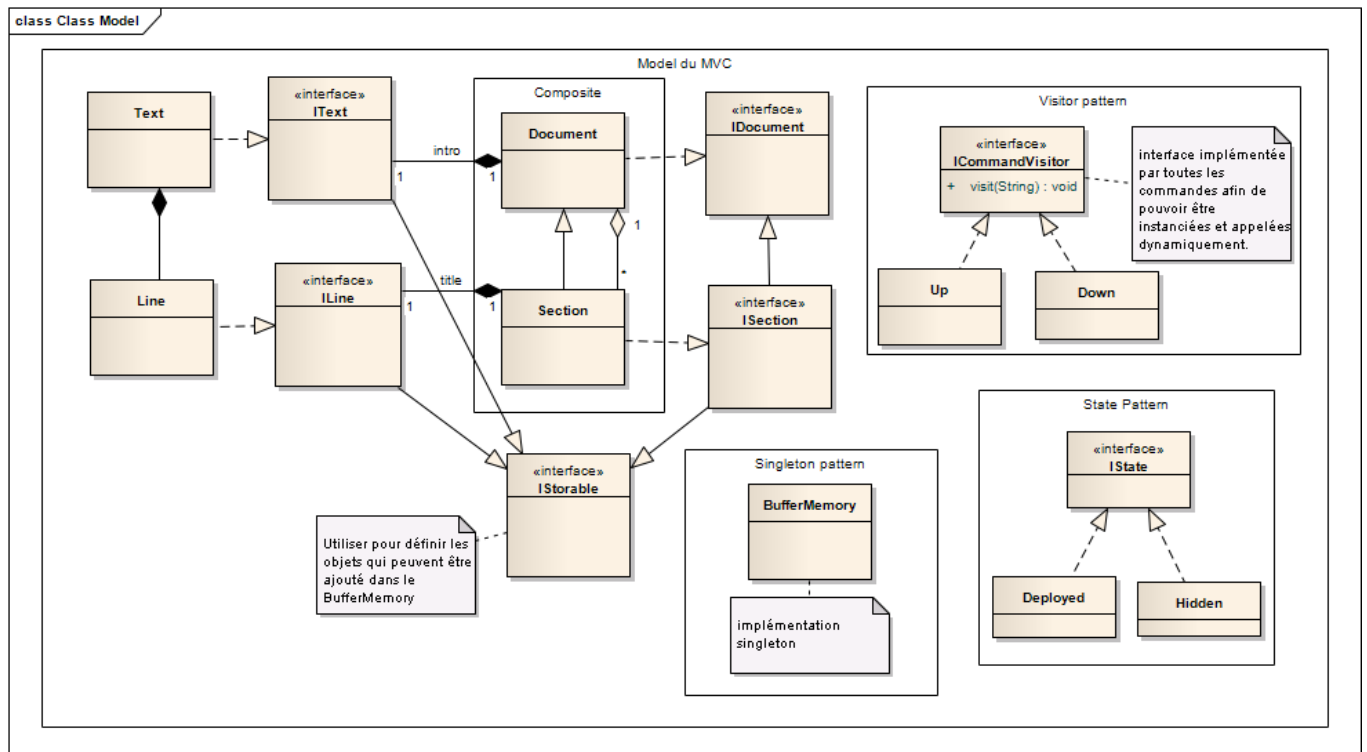 class Class Model
Model du MVC
Text
«interface»
IText
intro
1
1
Composite
Document
1
*
«interface»
IDocument
Line
«interface»
ILine
title
1
1
Section
«interface»
ISection
«interface»
IStorable
Utiliser pour définir les
objets qui peuvent être
ajouté dans le
BufferMemory
Visitor pattern
«interface»
ICommandVisitor
+ visit(String) : void
interface implémentée
par toutes les
commandes afin de
pouvoir être
instanciées et appelées
dynamiquement.
Up
Down
Singleton pattern
BufferMemory
implémentation
singleton
State Pattern
«interface»
IState
Deployed
Hidden